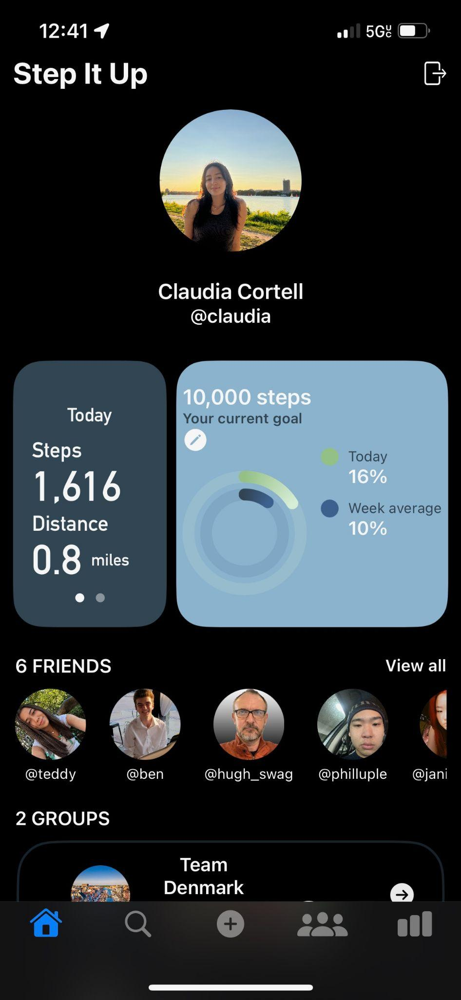 12:41
5GUC
Step It Up
Claudia Cortell
@claudia
Today
Steps
1,616
Distance
0.8 miles
10,000 steps
Your current goal
Today
16%
Week average
10%
6 FRIENDS
View all
@teddy
@ben
@hugh_swag
@philluple
@jani
2 GROUPS
Team
Denmark